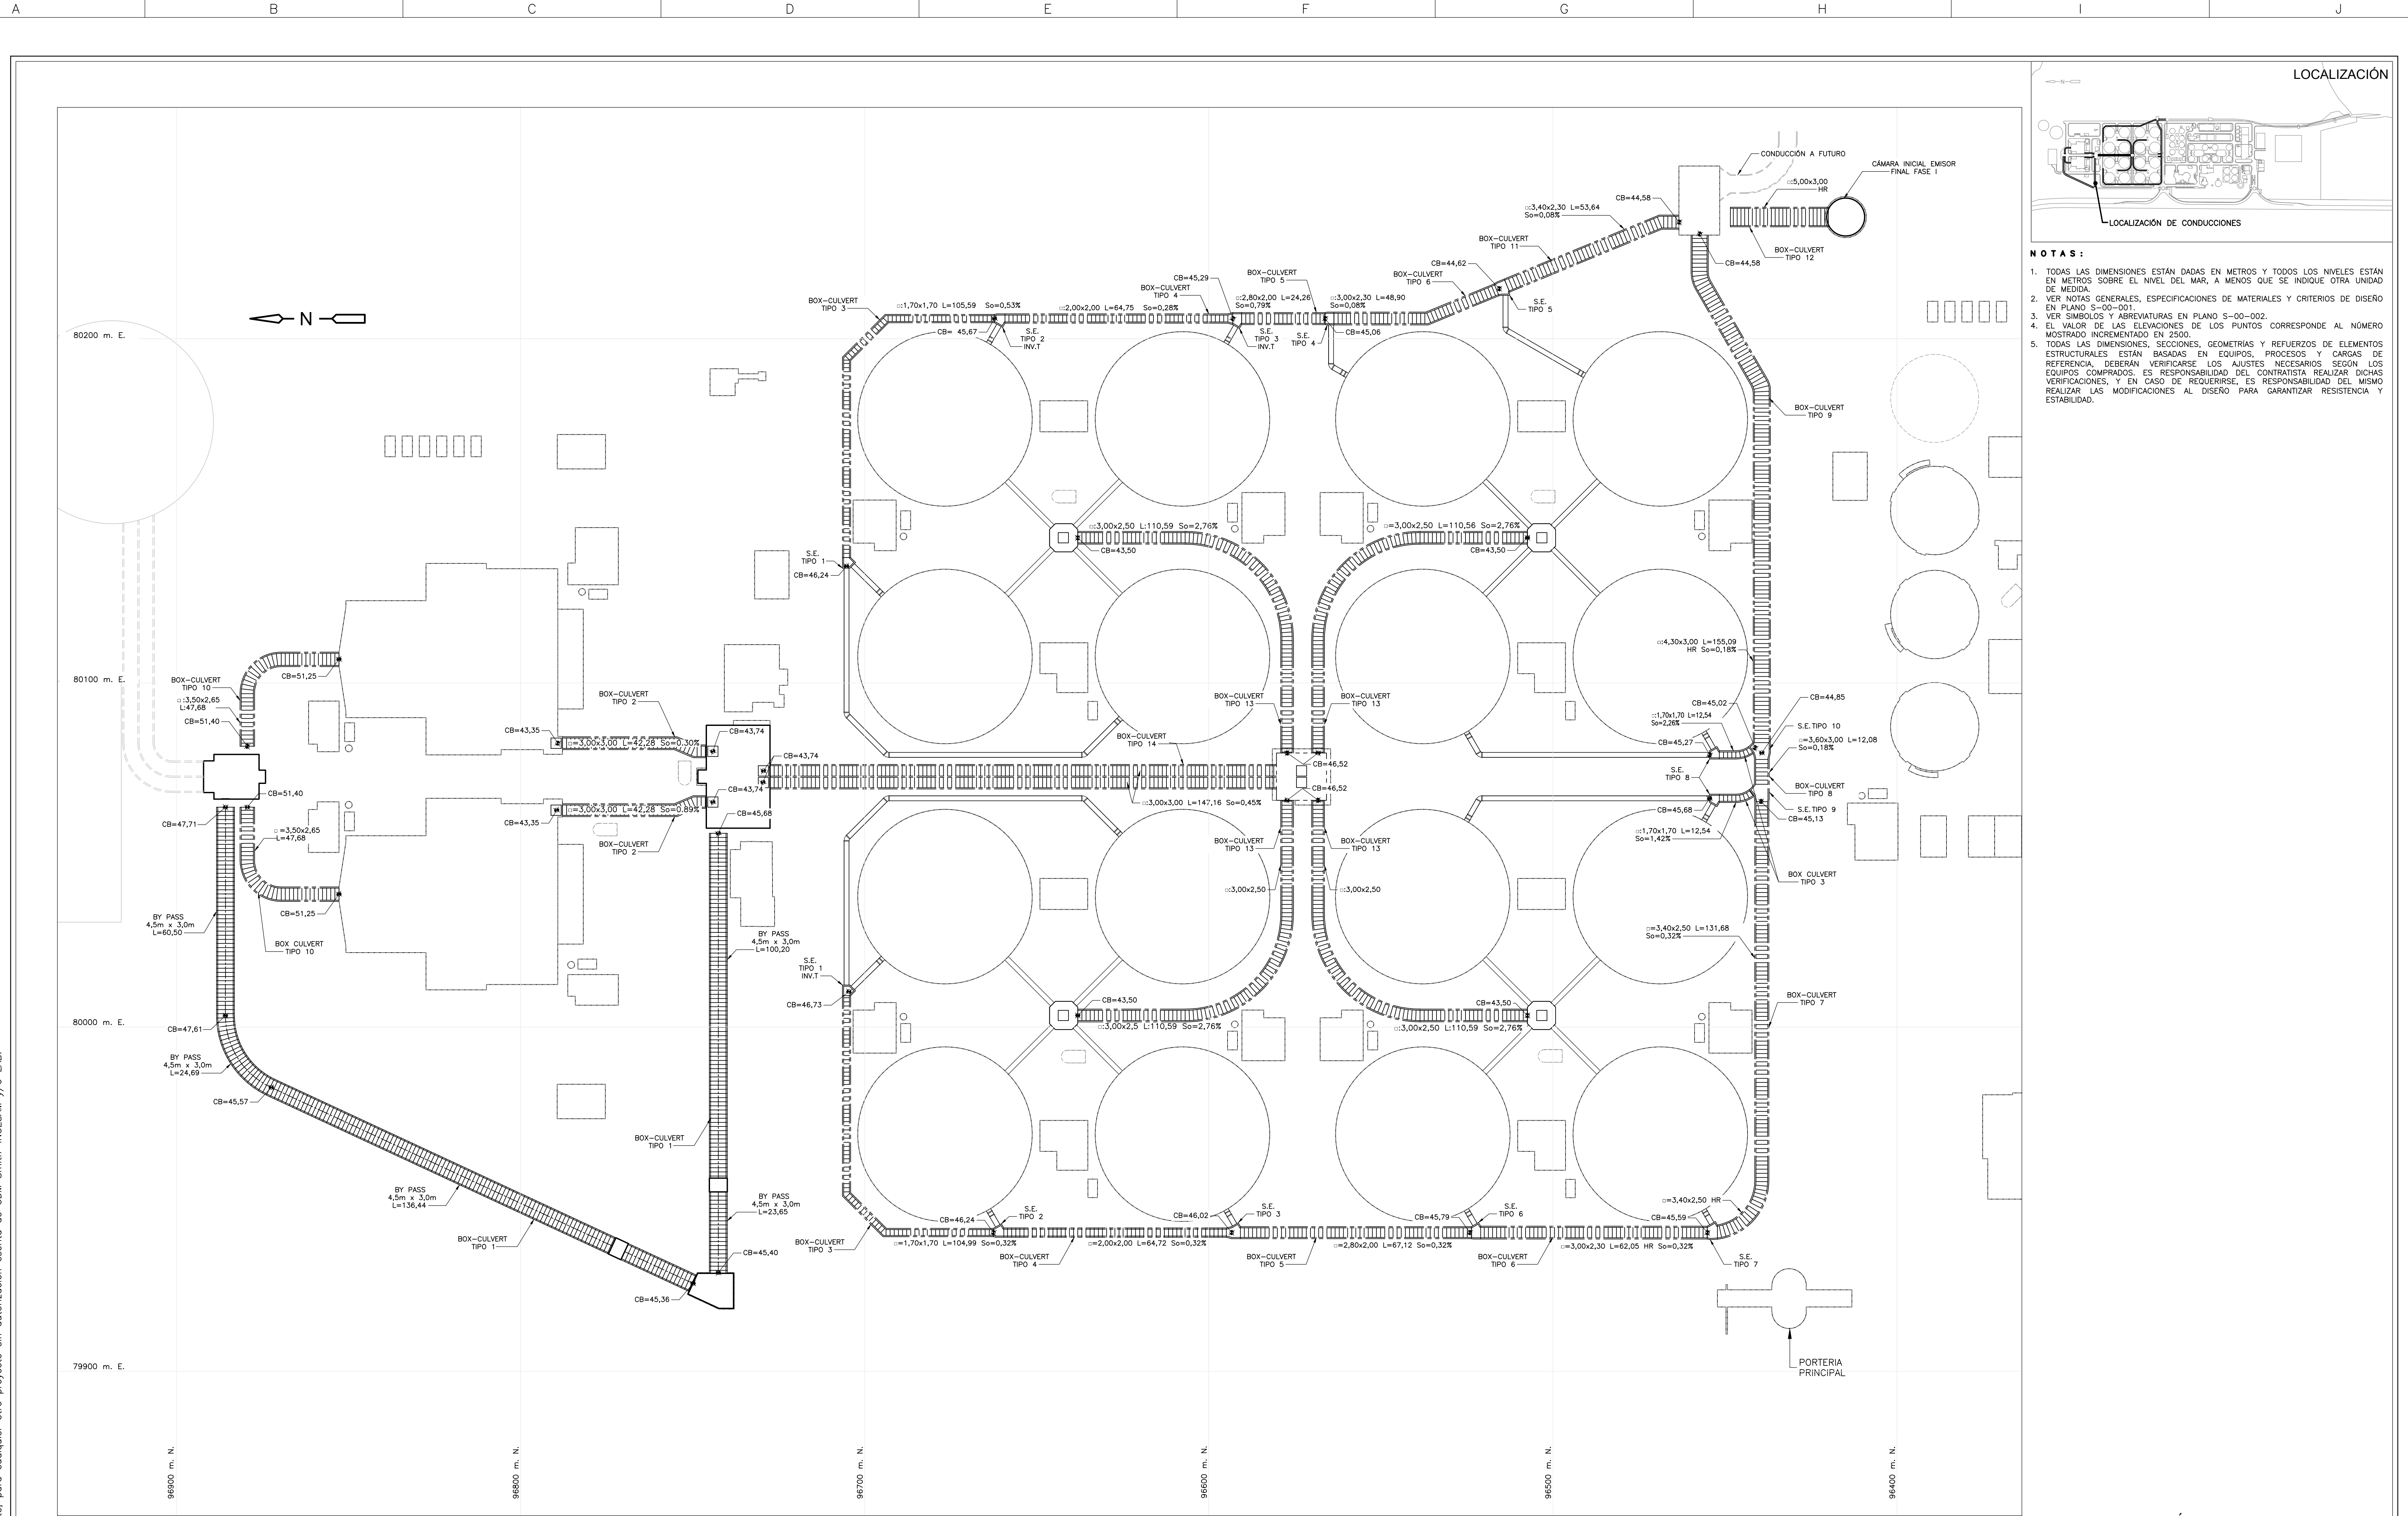 A B C D E F G H I J
LOCALIZACIÓN
N
LOCALIZACIÓN DE CONDUCCIONES
NOTAS:
1. TODAS LAS DIMENSIONES ESTÁN DADAS EN METROS Y TODOS LOS NIVELES ESTÁN
EN METROS SOBRE EL NIVEL DEL MAR, A MENOS QUE SE INDIQUE OTRA UNIDAD
DE MEDIDA.
2. VER NOTAS GENERALES, ESPECIFICACIONES DE MATERIALES Y CRITERIOS DE DISEÑO
EN PLANO S-00-001.
3. VER SIMBOLOS Y ABREVIATURAS EN PLANO S-00-002.
4. EL VALOR DE LAS ELEVACIONES DE LOS PUNTOS CORRESPONDE AL NÚMERO
MOSTRADO INCREMENTADO EN 2500.
5. TODAS LAS DIMENSIONES, SECCIONES, GEOMETRÍAS Y REFUERZOS DE ELEMENTOS
ESTRUCTURALES ESTÁN BASADAS EN EQUIPOS, PROCESOS Y CARGAS DE
REFERENCIA, DEBERÁN VERIFICARSE LOS AJUSTES NECESARIOS SEGÚN LOS
EQUIPOS COMPRADOS. ES RESPONSABILIDAD DEL CONTRATISTA REALIZAR DICHAS
VERIFICACIONES, Y EN CASO DE REQUERIRSE, ES RESPONSABILIDAD DEL MISMO
REALIZAR LAS MODIFICACIONES AL DISEÑO PARA GARANTIZAR RESISTENCIA Y
ESTABILIDAD.
CONDUCCIÓN A FUTURO
CÁMARA INICIAL EMISOR
FINAL FASE I
□:5,00x3,00
HR
CB=44,58
□:3,40x2,30 L=53,64
So=0,08%
BOX-CULVERT
TIPO 11
BOX-CULVERT
TIPO 12
CB=44,58
CB=44,62
BOX-CULVERT
TIPO 6
CB=45,29
BOX-CULVERT
TIPO 5
BOX-CULVERT
TIPO 4
BOX-CULVERT
TIPO 3
□:1,70x1,70 L=105,59 So=0,53%
□:2,00x2,00 L=64,75 So=0,28%
□:2,80x2,00 L=24,26
So=0,79%
□:3,00x2,30 L=48,90
So=0,08%
S.E.
TIPO 5
N
CB= 45,67
S.E.
TIPO 2
INV.T
S.E.
TIPO 3
INV.T
S.E.
TIPO 4
CB=45,06
80200 m. E.
BOX-CULVERT
TIPO 9
□:3,00x2,50 L:110,59 So=2,76%
□=3,00x2,50 L=110,56 So=2,76%
CB=43,50
CB=43,50
S.E.
TIPO 1
CB=46,24
□:4,30x3,00 L=155,09
HR So=0,18%
80100 m. E.
CB=51,25
BOX-CULVERT
TIPO 10
□:3,50x2,65
L:47,68
CB=51,40
BOX-CULVERT
TIPO 2
BOX-CULVERT
TIPO 13
BOX-CULVERT
TIPO 13
CB=45,02
CB=44,85
□:1,70x1,70 L=12,54
So=2,26%
S.E.TIPO 10
CB=43,35
□=3,00x3,00 L=42,28 So=0.30%
CB=43,74
BOX-CULVERT
TIPO 14
CB=45,27
□=3,60x3,00 L=12,08
So=0,18%
CB=43,74
CB=46,52
S.E.
TIPO 8
BOX-CULVERT
TIPO 8
CB=51,40
CB=43,74
CB=46,52
□:3,00x3,00 L=147,16 So=0,45%
S.E.TIPO 9
CB=43,35
□=3,00x3,00 L=42,28 So=0.89%
CB=45,68
CB=45,68
CB=45,13
CB=47,71
□ =3,50x2,65
L=47,68
BOX-CULVERT
TIPO 2
BOX-CULVERT
TIPO 13
BOX-CULVERT
TIPO 13
□:1,70x1,70 L=12,54
So=1,42%
BOX CULVERT
TIPO 3
□:3,00x2,50
□:3,00x2,50
CB=51,25
BY PASS
4,5m x 3,0m
L=60,50
BOX CULVERT
TIPO 10
BY PASS
4,5m x 3,0m
L=100,20
□=3,40x2,50 L=131,68
So=0,32%
S.E.
TIPO 1
INV.T
CB=46,73
CB=43,50
CB=43,50
BOX-CULVERT
TIPO 7
80000 m. E.
CB=47,61
□:3,00x2,5 L:110,59 So=2,76%
□:3,00x2,50 L:110,59 So=2,76%
BY PASS
4,5m x 3,0m
L=24,69
CB=45,57
BOX-CULVERT
TIPO 1
BY PASS
4,5m x 3,0m
L=136,44
BY PASS
4,5m x 3,0m
L=23,65
BOX-CULVERT
TIPO 1
□=3,40x2,50 HR
CB=46,24
S.E.
TIPO 2
CB=46,02
S.E.
TIPO 3
CB=45,79
S.E.
TIPO 6
CB=45,59
BOX-CULVERT
TIPO 3
□=1,70x1,70 L=104,99 So=0,32%
□=2,00x2,00 L=64,72 So=0,32%
□=2,80x2,00 L=67,12 So=0,32%
□=3,00x2,30 L=62,05 HR So=0,32%
CB=45,40
BOX-CULVERT
TIPO 4
BOX-CULVERT
TIPO 5
BOX-CULVERT
TIPO 6
S.E.
TIPO 7
CB=45,36
79900 m. E.
PORTERIA
PRINCIPAL
96900 m. N.
96800 m. N.
96700 m. N.
96600 m. N.
96500 m. N.
96400 m. N.